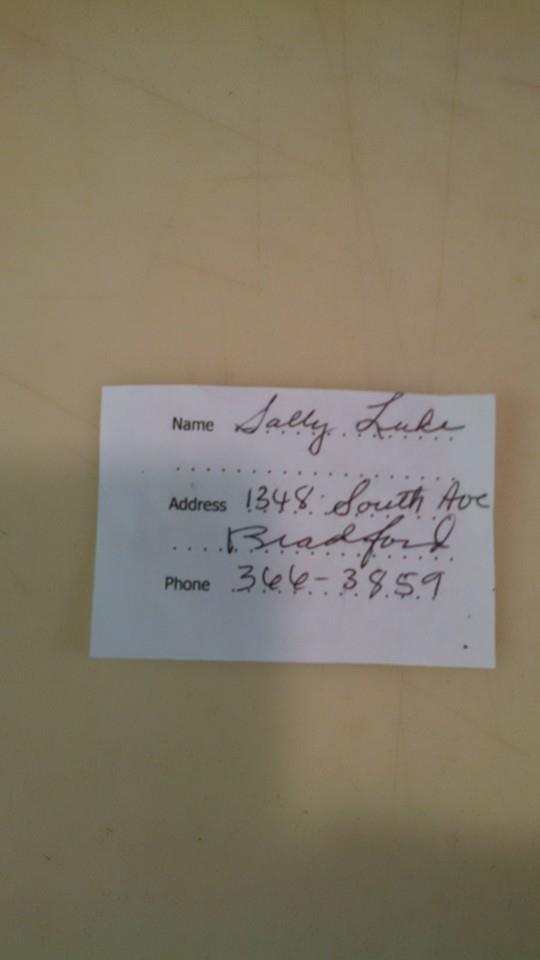 Name Sally Luke
Address 1348 South Ave
Bradford
Phone 366-3859